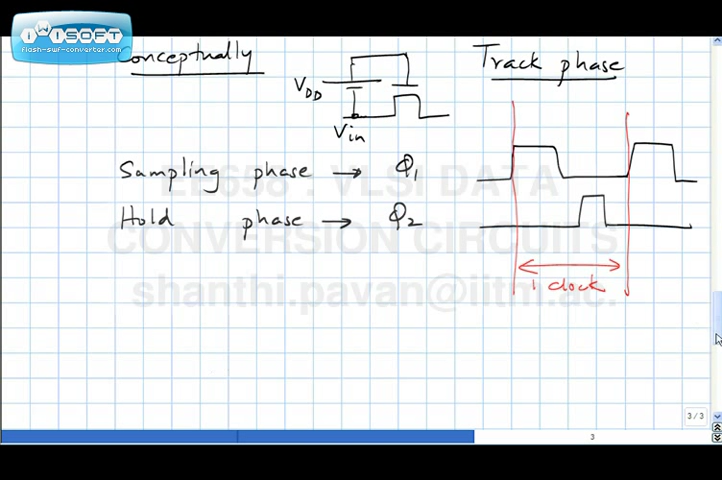 iWiSOFT
flash-swf-converter.com
Conceptually
Track phase
VDD
Vin
Sampling phase → Φ1
Hold phase → Φ2
EE658 : VLSI DATA
CONVERSION CIRCUITS
shanthi.pavan@iitm.ac.
1 clock
3/3
3